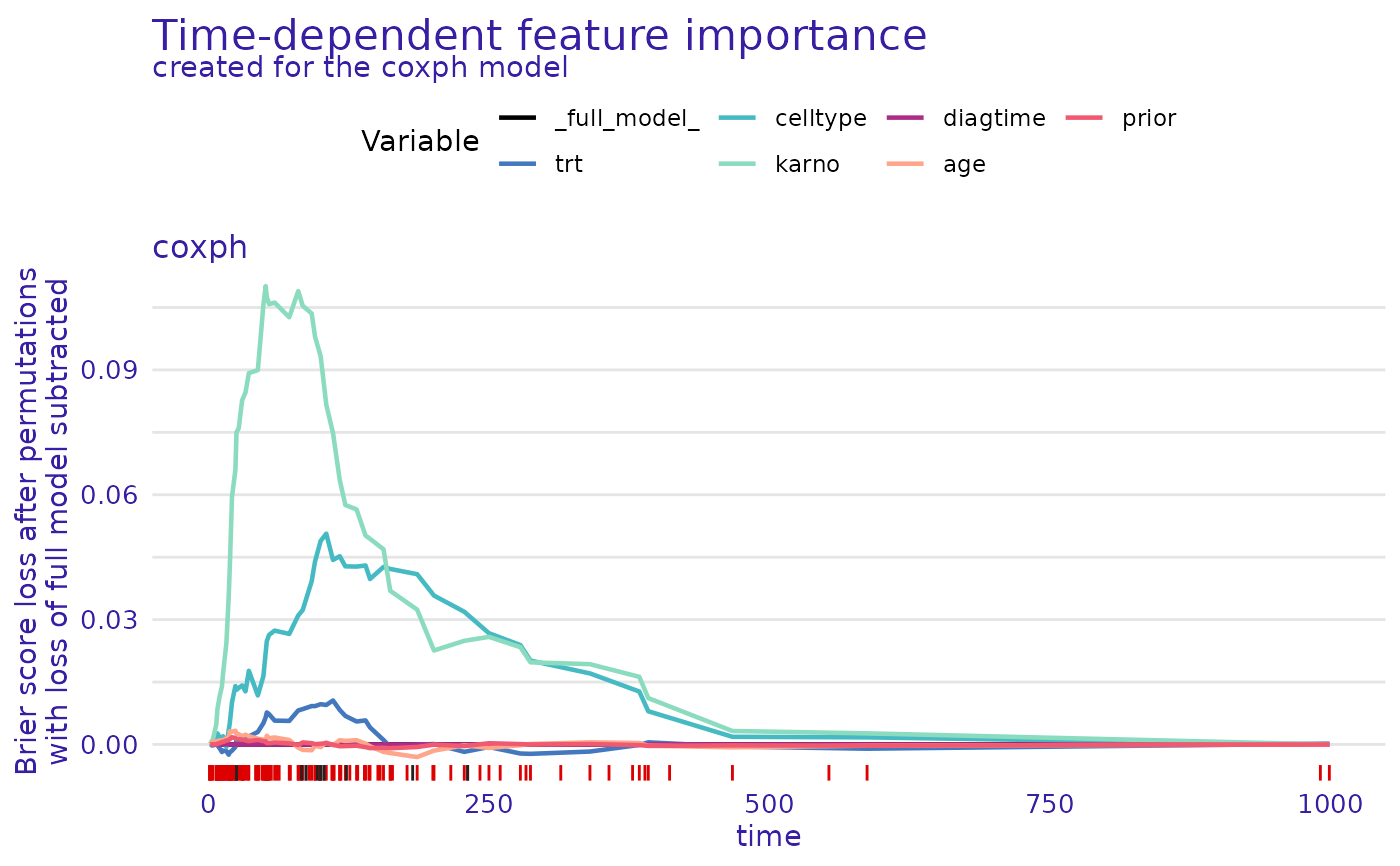 Time-dependent feature importance
created for the coxph model
Variable
_full_model_ celltype diagtime prior
trt karno age
coxph
Brier score loss after permutations
with loss of full model subtracted
0.09
0.06
0.03
0.00
0 250 500 750 1000
time